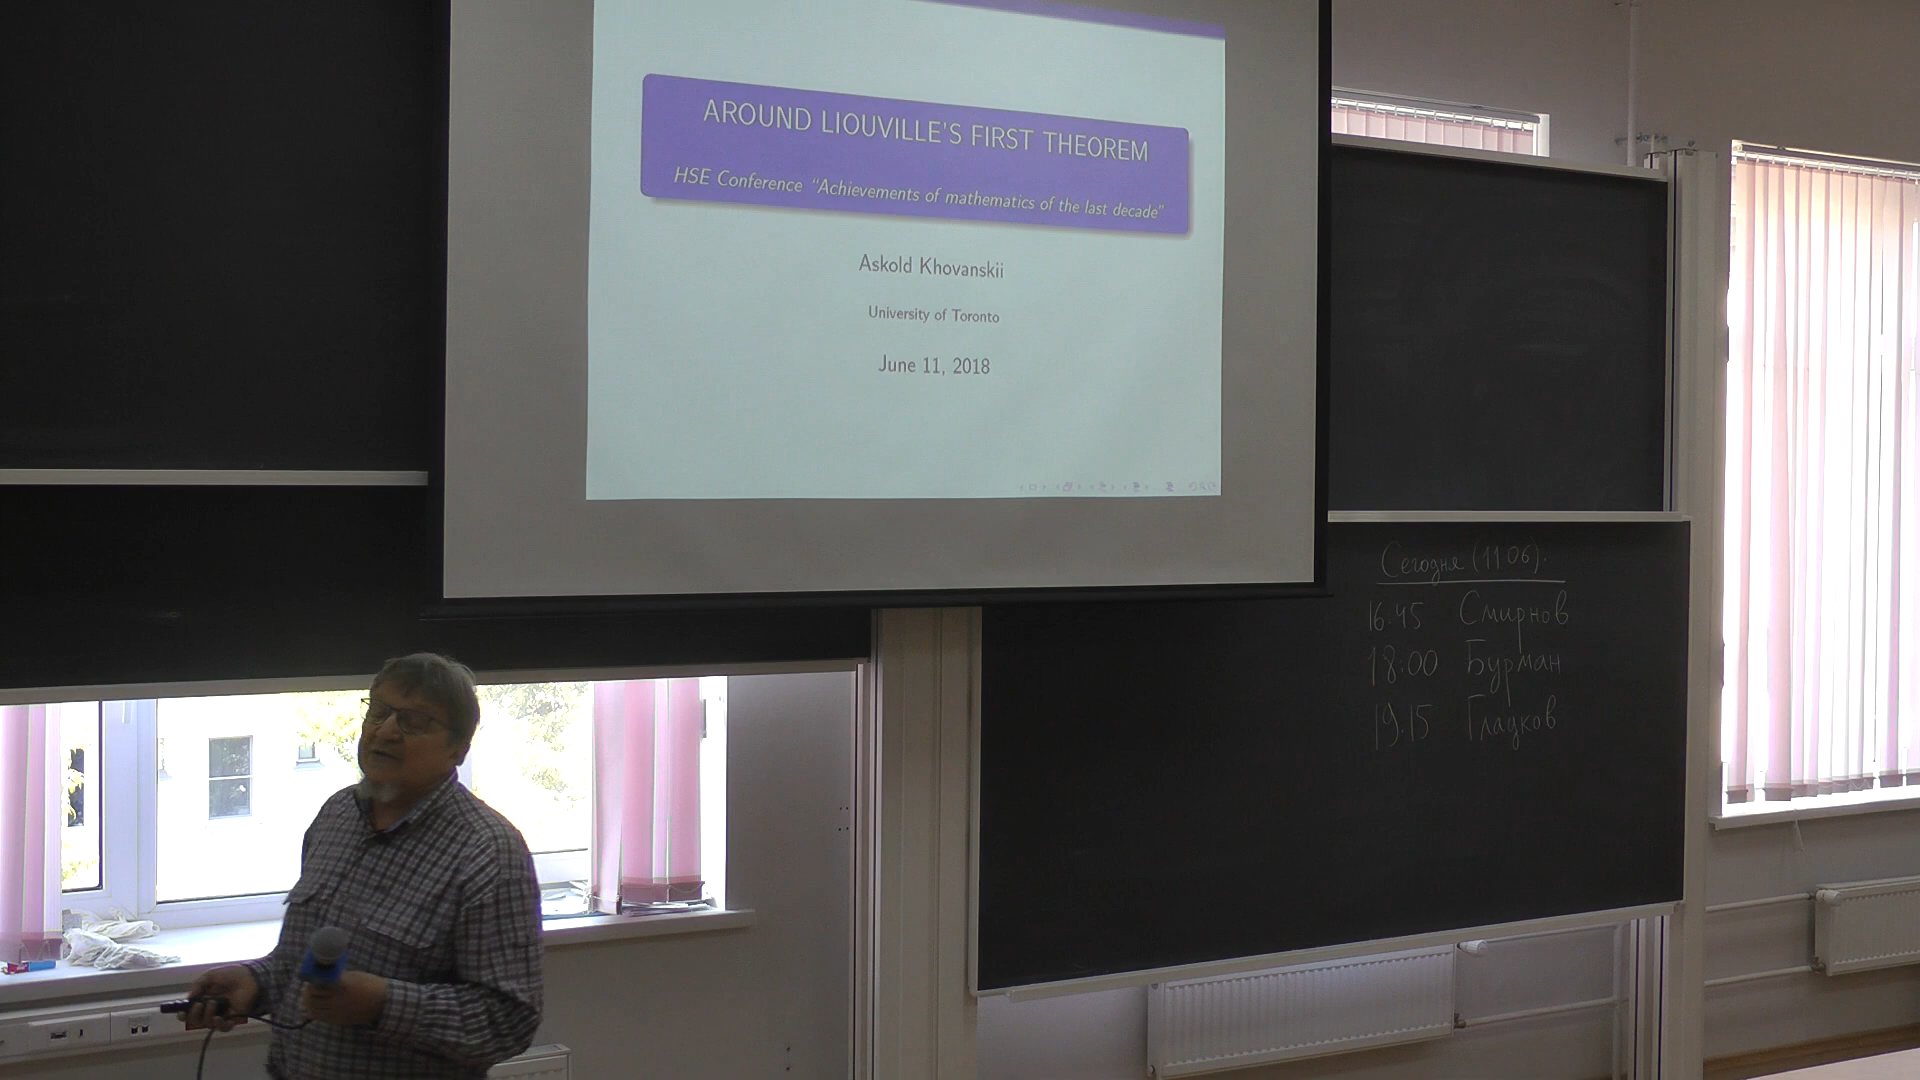 AROUND LIOUVILLE'S FIRST THEOREM
HSE Conference "Achievements of mathematics of the last decade"
Askold Khovanskii
University of Toronto
June 11, 2018
Сегодня (11 06).
16.45 Смирнов
18:00 Бурман
19.15 Гладков